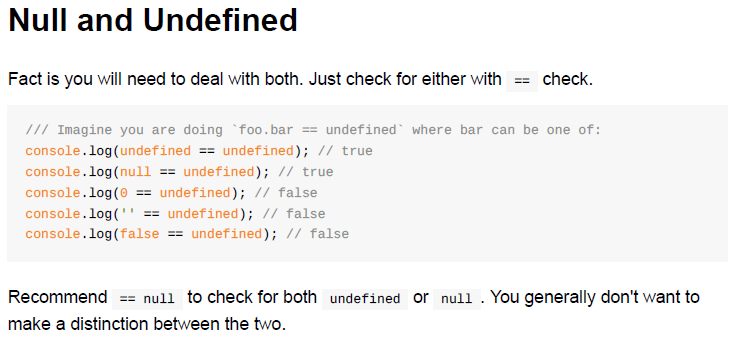 Null and Undefined
Fact is you will need to deal with both. Just check for either with == check.
/// Imagine you are doing `foo.bar == undefined` where bar can be one of:
console.log(undefined == undefined); // true
console.log(null == undefined); // true
console.log(0 == undefined); // false
console.log('' == undefined); // false
console.log(false == undefined); // false
Recommend == null to check for both undefined or null . You generally don't want to
make a distinction between the two.